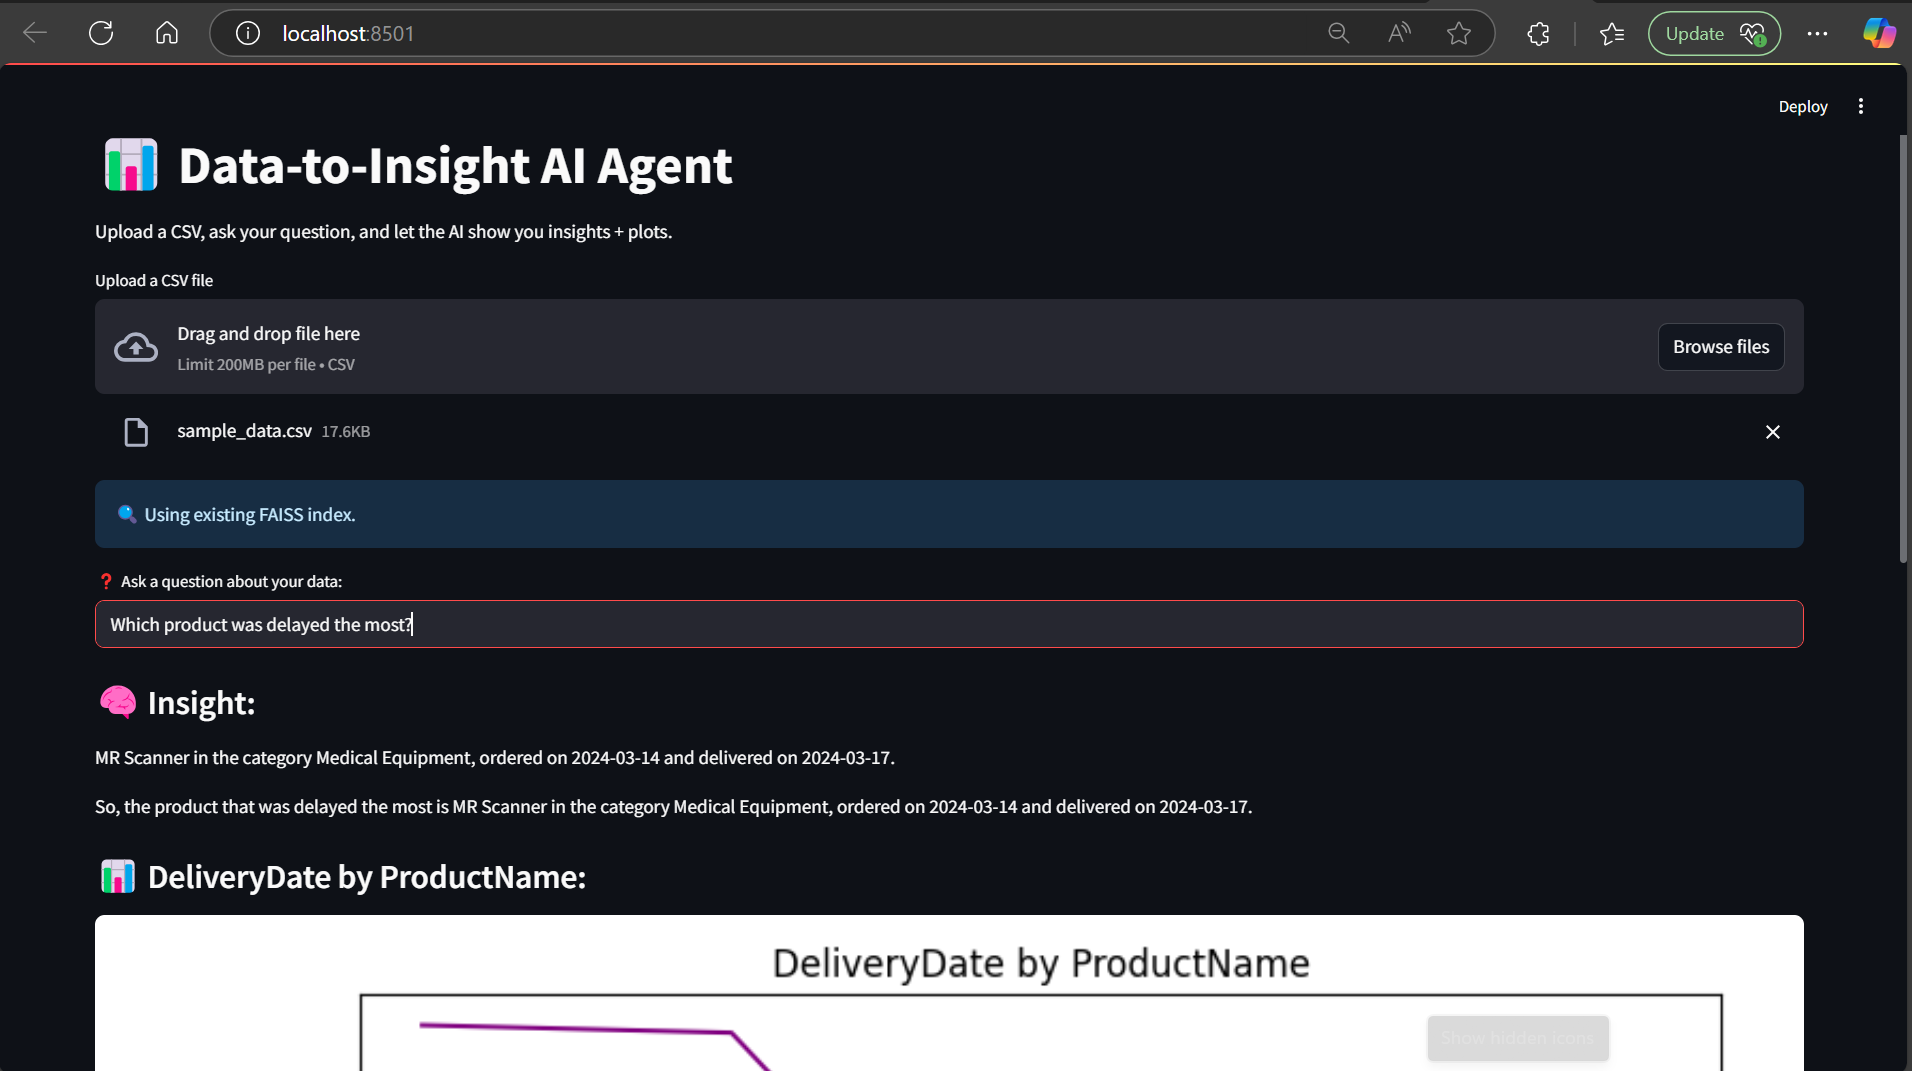 localhost:8501
Update
Deploy
Data-to-Insight AI Agent
Upload a CSV, ask your question, and let the AI show you insights + plots.
Upload a CSV file
Drag and drop file here
Limit 200MB per file • CSV
Browse files
sample_data.csv 17.6KB
Using existing FAISS index.
Ask a question about your data:
Which product was delayed the most?
Insight:
MR Scanner in the category Medical Equipment, ordered on 2024-03-14 and delivered on 2024-03-17.
So, the product that was delayed the most is MR Scanner in the category Medical Equipment, ordered on 2024-03-14 and delivered on 2024-03-17.
DeliveryDate by ProductName:
DeliveryDate by ProductName
Show hidden icons